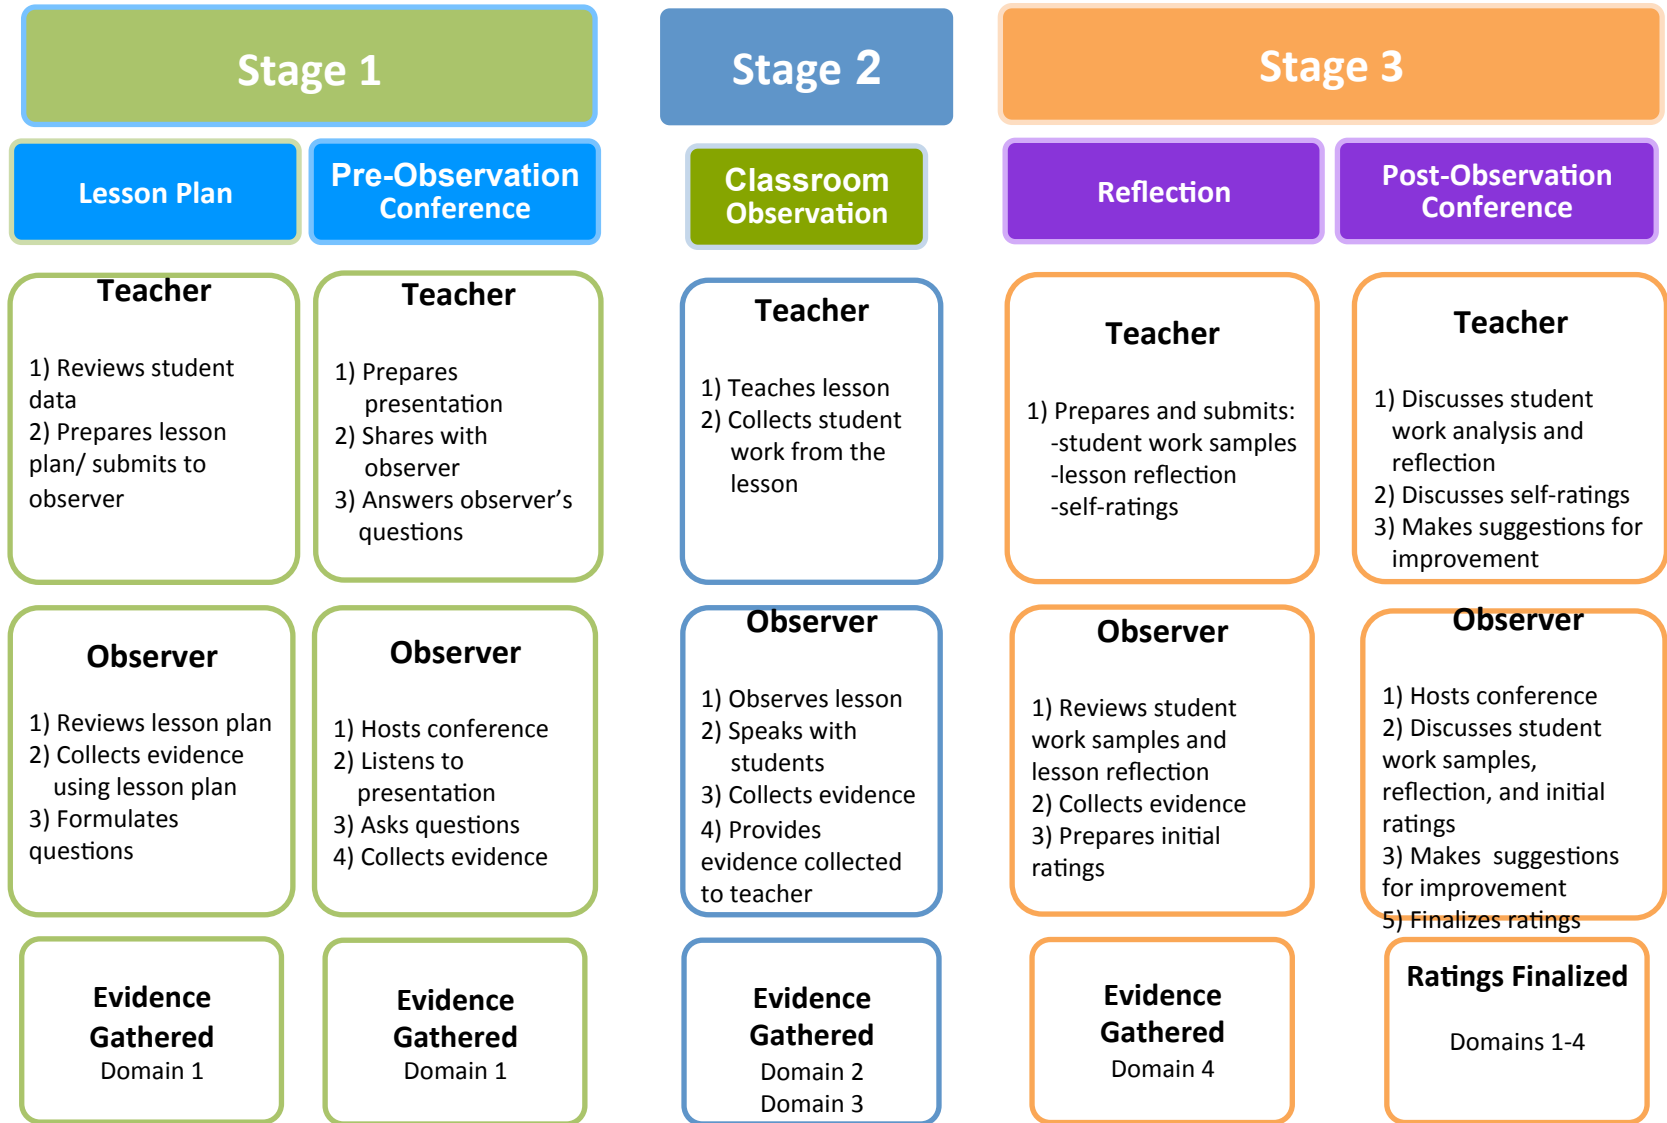 Stage 1
Stage 2
Stage 3
Lesson Plan
Pre-Observation
Conference
Classroom
Observation
Reflection
Post-Observation
Conference
Teacher
1) Reviews student
data
2) Prepares lesson
plan/ submits to
observer
Teacher
1) Prepares
presentation
2) Shares with
observer
3) Answers observer’s
questions
Teacher
1) Teaches lesson
2) Collects student
work from the
lesson
Teacher
1) Prepares and submits:
-student work samples
-lesson reflection
-self-ratings
Teacher
1) Discusses student
work analysis and
reflection
2) Discusses self-ratings
3) Makes suggestions for
improvement
Observer
1) Reviews lesson plan
2) Collects evidence
using lesson plan
3) Formulates
questions
Observer
1) Hosts conference
2) Listens to
presentation
3) Asks questions
4) Collects evidence
Observer
1) Observes lesson
2) Speaks with
students
3) Collects evidence
4) Provides
evidence collected
to teacher
Observer
1) Reviews student
work samples and
lesson reflection
2) Collects evidence
3) Prepares initial
ratings
Observer
1) Hosts conference
2) Discusses student
work samples,
reflection, and initial
ratings
3) Makes  suggestions
for improvement
5) Finalizes ratings
Evidence
Gathered
Domain 1
Evidence
Gathered
Domain 1
Evidence
Gathered
Domain 2
Domain 3
Evidence
Gathered
Domain 4
Ratings Finalized
Domains 1-4